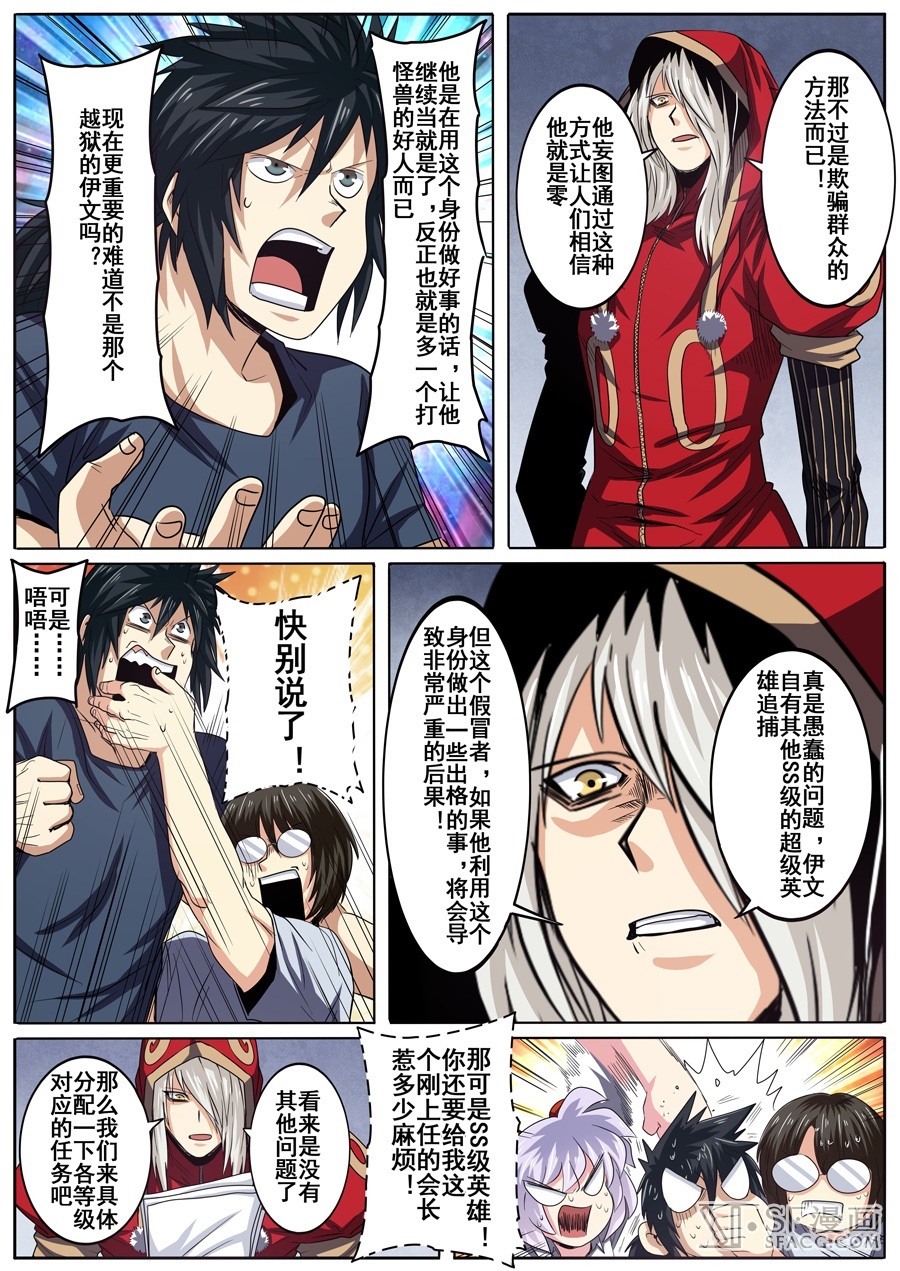 那不过是欺骗群众的
方法而已！
他妄图通过这种
方式让人们相信
他就是零
他是在用这个身份做好事的话，让他
继续当就是了，反正也就是多一个打
怪兽的好人而已
现在更重要的难道不是那个
越狱的伊文吗？
真是愚蠢的问题，伊文
自有其他SS级的超级英
雄追捕
但这个假冒者，如果他利用这个
身份做出一些出格的事，将会导
致非常严重的后果！
快别说了！
可是……
唔唔……
那可是SS级英雄！
你还要给我这
个刚上任的会长
惹多少麻烦！
看来是没有
其他问题了
那么我们来具体
分配一下各等级
对应的任务吧
SF漫画
SFACG.COM